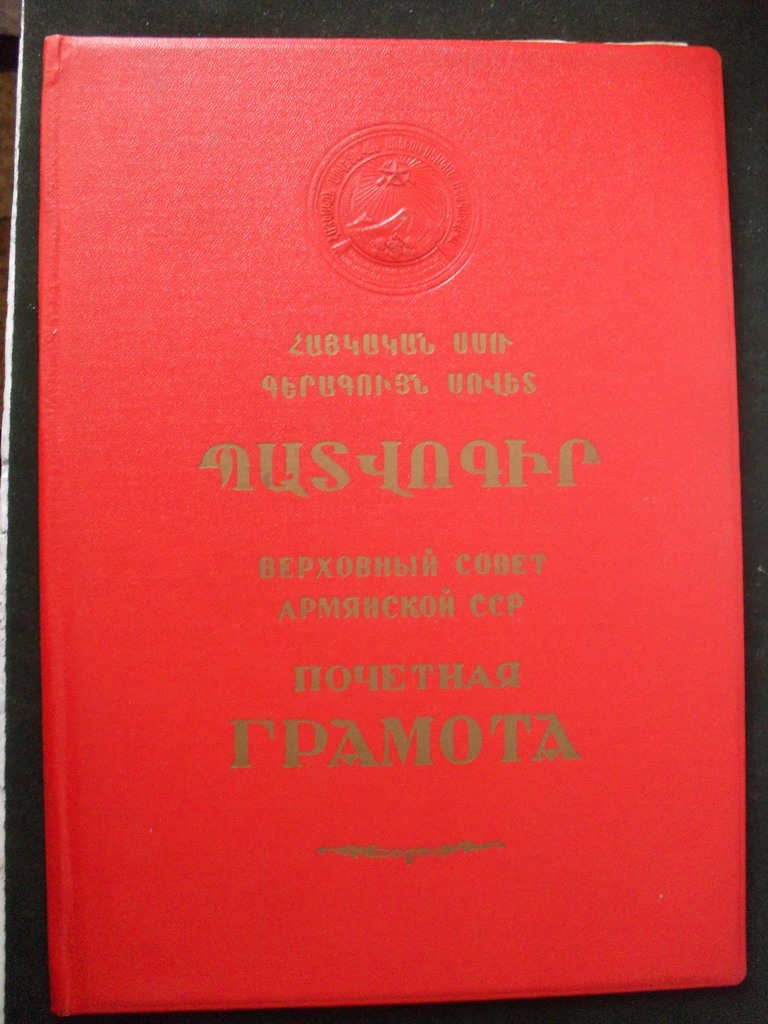 ՀԱՅԿԱԿԱՆ ՍՍՌ
ԳԵՐԱԳՈՒՅՆ ՍՈՎԵՏ
ՊԱՏՎՈԳԻՐ
ВЕРХОВНЫЙ СОВЕТ
АРМЯНСКОЙ ССР
ПОЧЕТНАЯ
ГРАМОТА